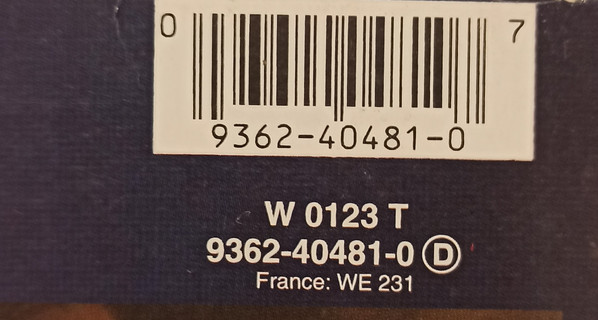 0 7
9362-40481-0
W 0123 T
9362-40481-0 D
France: WE 231